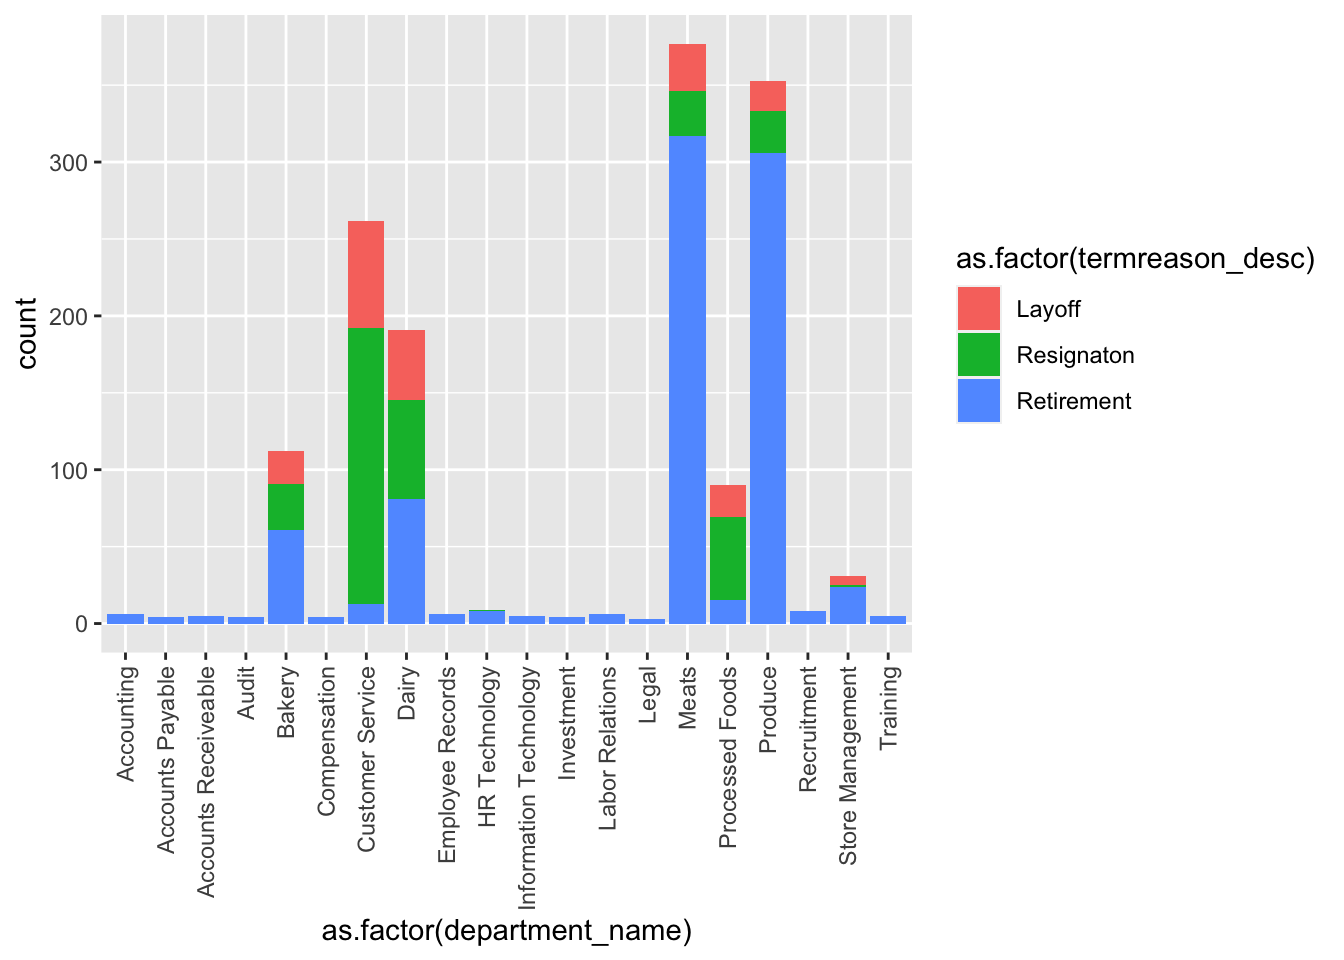 300
200
100
0
count
Accounting
Accounts Payable
Accounts Receiveable
Audit
Bakery
Compensation
Customer Service
Dairy
Employee Records
HR Technology
Information Technology
Investment
Labor Relations
Legal
Meats
Processed Foods
Produce
Recruitment
Store Management
Training
as.factor(department_name)
as.factor(termreason_desc)
Layoff
Resignaton
Retirement